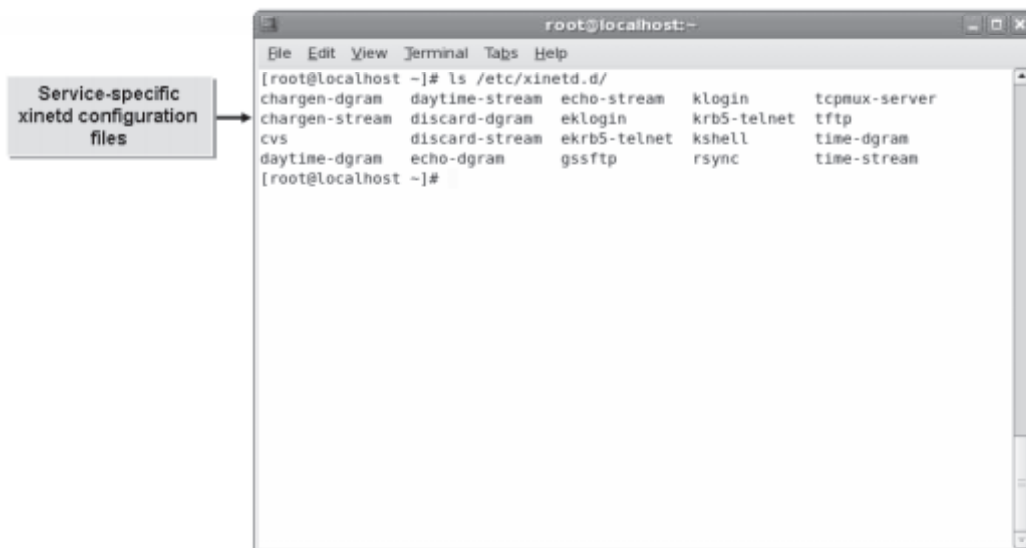 Service-specific
xinetd configuration
files
root@localhost:~
File Edit View Terminal Tabs Help
[root@localhost ~]# ls /etc/xinetd.d/
chargen-dgram daytime-stream echo-stream klogin tcpmux-server
chargen-stream discard-dgram eklogin krb5-telnet tftp
cvs discard-stream ekrb5-telnet kshell time-dgram
daytime-dgram echo-dgram gssftp rsync time-stream
[root@localhost ~]#